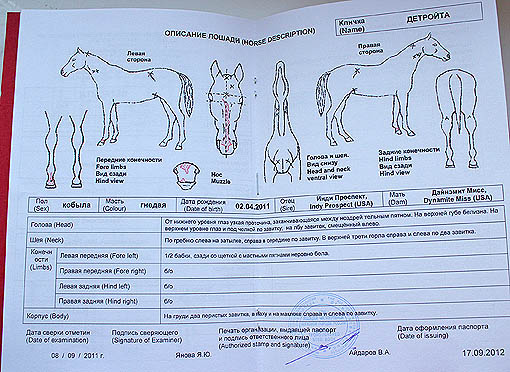 Кличка
(Name)
ДЕТРОЙТА
ОПИСАНИЕ ЛОШАДИ (HORSE DESCRIPTION)
Левая
сторона
Правая
сторона
Передние конечности
Fore limbs
Вид сзади
Hind view
Нос
Muzzle
Голова и шея.
Вид снизу
Head and neck
ventral view
Задние конечности
Hind limbs
Вид сзади
Hind view
Пол
(Sex)
кобыла
Масть
(Colour)
гнедая
Дата рождения
(Date of birth)
02.04.2011
Отец
(Sire)
Инди Проспект,
Indy Prospect (USA)
Мать
(Dam)
Дайнэмит Мисс,
Dynamite Miss (USA)
Голова (Head)
От нижнего уровня глаз узкая проточина, заканчивающаяся между ноздрей тельным пятном. На верхней губе белизна. На
верхнем уровне глаз и под челкой по завитку; на лбу завиток, смещённый влево.
Шея (Neck)
По гребню слева на затылке, справа в середине по завитку. В верхней трети горла справа и слева по два завитка.
Конечности
(Limbs)
Левая передняя (Fore left)
1/2 бабки, сзади со щеткой с мастными пятнами неровно бела.
Правая передняя (Fore right)
б/о
Левая задняя (Hind left)
б/о
Правая задняя (Hind right)
б/о
Корпус (Body)
На груди два перистых завитка, в паху и на маклоке справа и слева по завитку.
Дата сверки отметин
(Date of examination)
Подпись сверяющего
(Signature of Examiner)
Печать организации, выдавшей паспорт
и подпись ответственного лица
(Authorized stamp and signature)
Дата оформления паспорта
(Date of issuing)
08 / 09 / 2011 г.
Янова Я.Ю.
Айдаров В.А.
17.09.2012